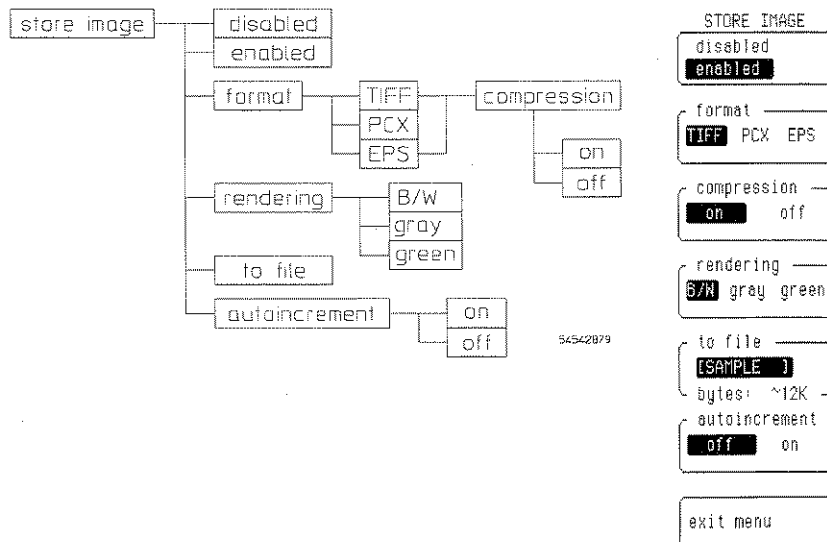 store image
disabled
enabled
format
TIFF
PCX
EPS
compression
on
off
rendering
B/W
gray
green
to file
autoincrement
on
off
54542879
STORE IMAGE
disabled
enabled
format
TIFF PCX EPS
compression
on off
rendering
B/W gray green
to file
[SAMPLE ]
bytes: ~12K
autoincrement
off on
exit menu